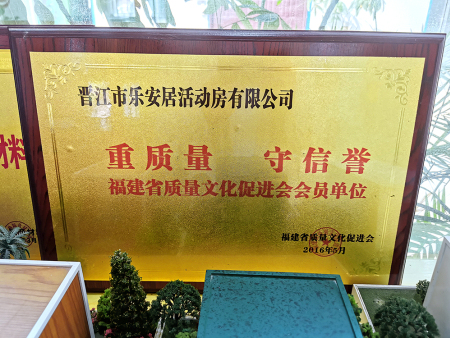 晋江市乐安居活动房有限公司
重质量 守信誉
福建省质量文化促进会会员单位
福建省质量文化促进会
2016年5月
料